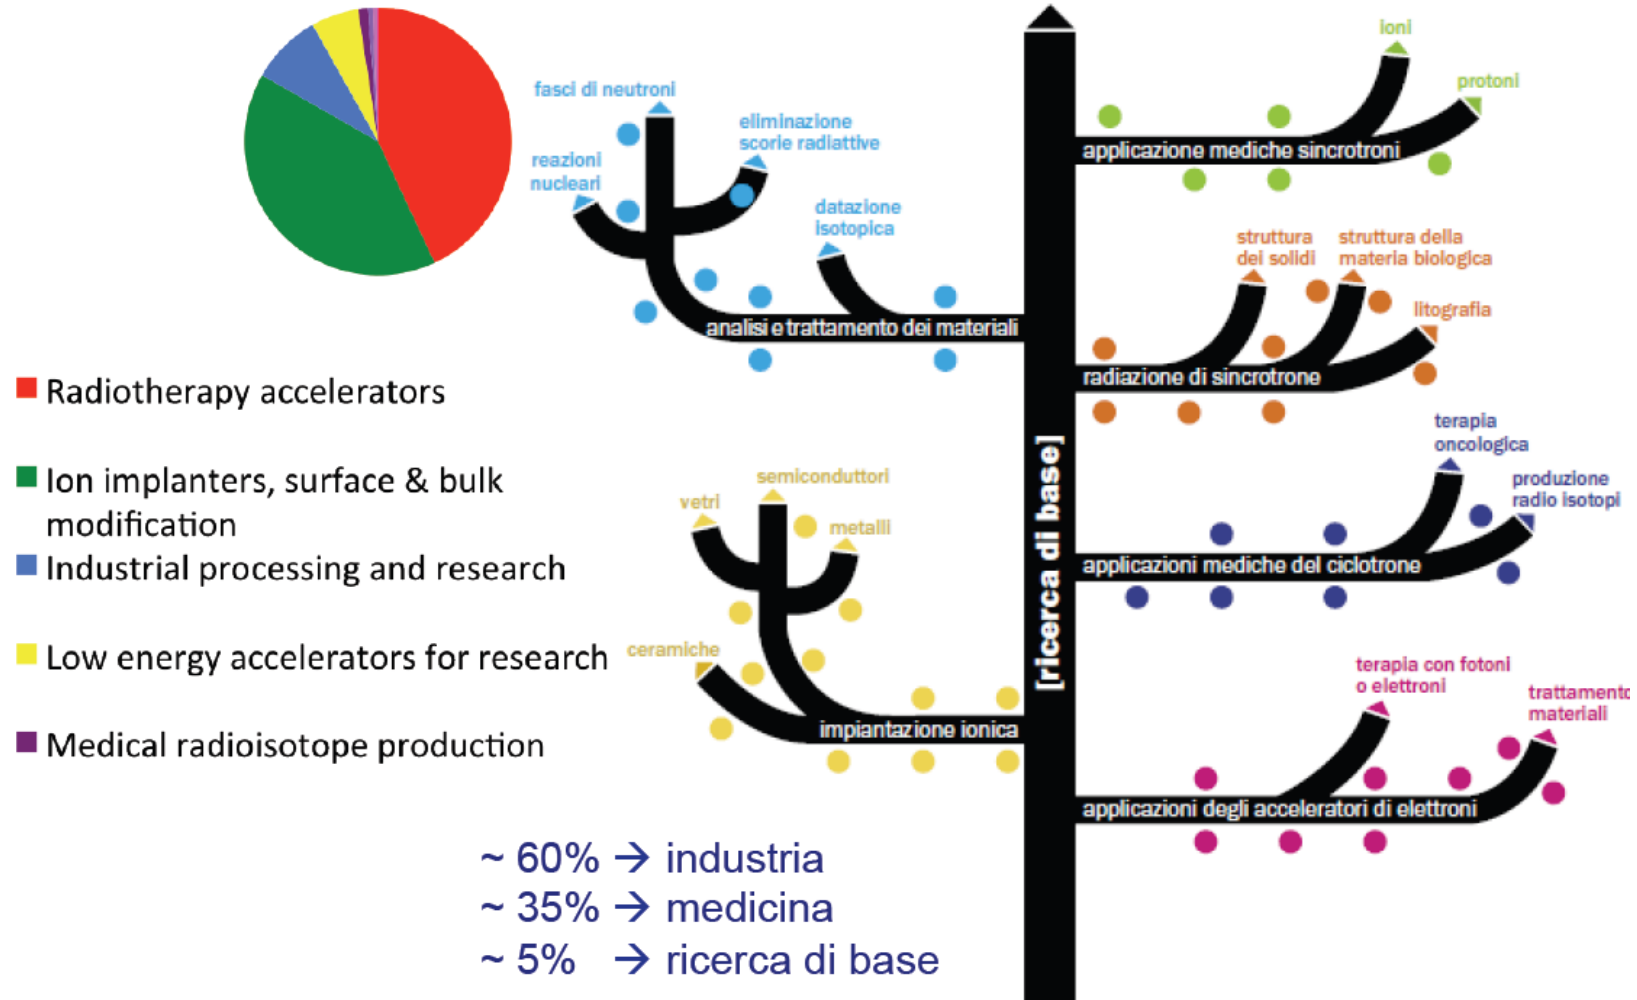 fasci di neutroni
eliminazione
scorie radiattive
reazioni
nucleari
datazione
isotopica
analisi e trattamento dei materiali
Radiotherapy accelerators
Ion implanters, surface & bulk
modification
Industrial processing and research
Low energy accelerators for research
Medical radioisotope production
semiconduttori
vetri
metalli
ceramiche
impiantazione ionica
~ 60% → industria
~ 35% → medicina
~ 5% → ricerca di base
[ricerca di base]
ioni
protoni
applicazione mediche sincrotroni
struttura
dei solidi
struttura della
materia biologica
litografia
radiazione di sincrotrone
terapia
oncologica
produzione
radio isotopi
applicazioni mediche del ciclotrone
terapia con fotoni
o elettroni
trattamento
materiali
applicazioni degli acceleratori di elettroni